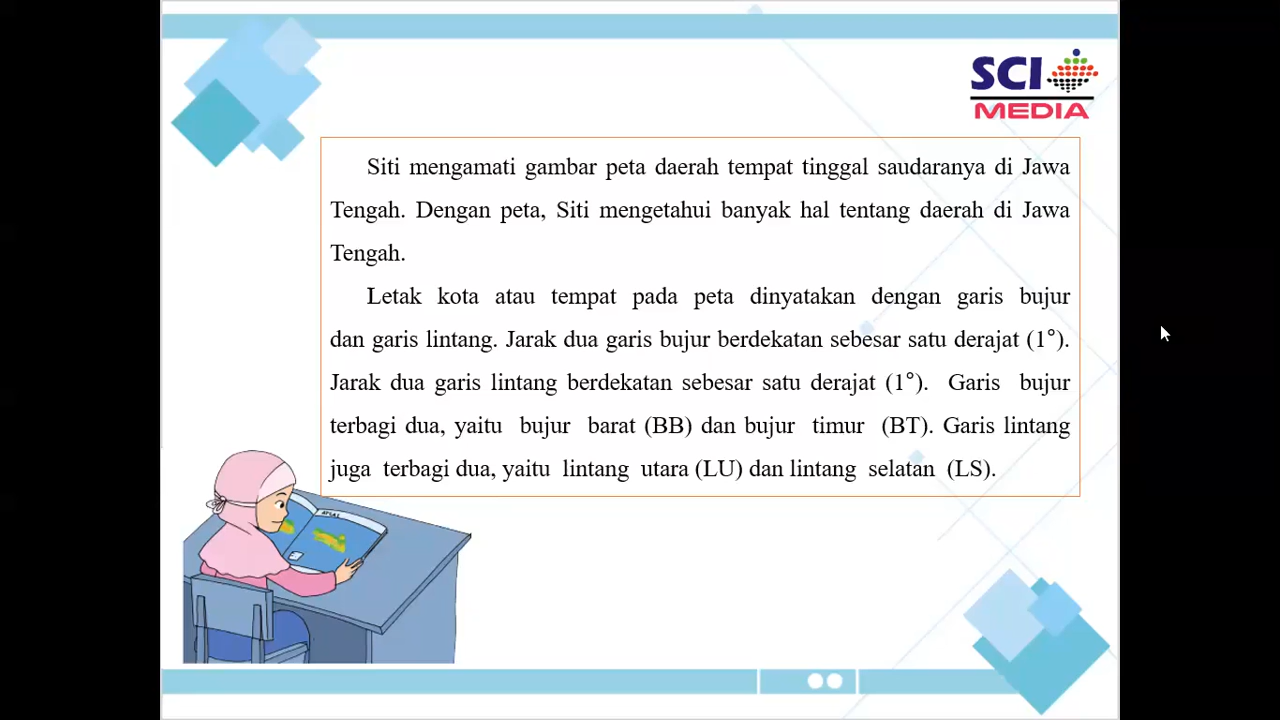 SCI
MEDIA
Siti mengamati gambar peta daerah tempat tinggal saudaranya di Jawa
Tengah. Dengan peta, Siti mengetahui banyak hal tentang daerah di Jawa
Tengah.
Letak kota atau tempat pada peta dinyatakan dengan garis bujur
dan garis lintang. Jarak dua garis bujur berdekatan sebesar satu derajat (1°).
Jarak dua garis lintang berdekatan sebesar satu derajat (1°). Garis bujur
terbagi dua, yaitu bujur barat (BB) dan bujur timur (BT). Garis lintang
juga terbagi dua, yaitu lintang utara (LU) dan lintang selatan (LS).